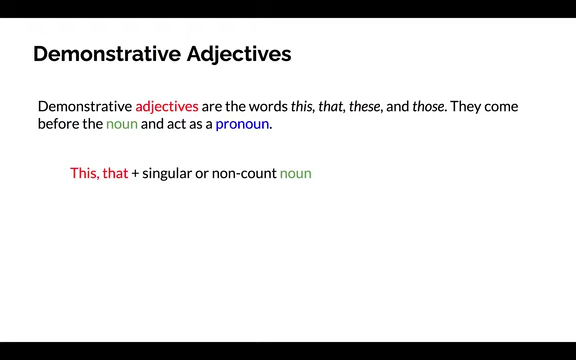 Demonstrative Adjectives
Demonstrative adjectives are the words this, that, these, and those. They come
before the noun and act as a pronoun.
This, that + singular or non-count noun